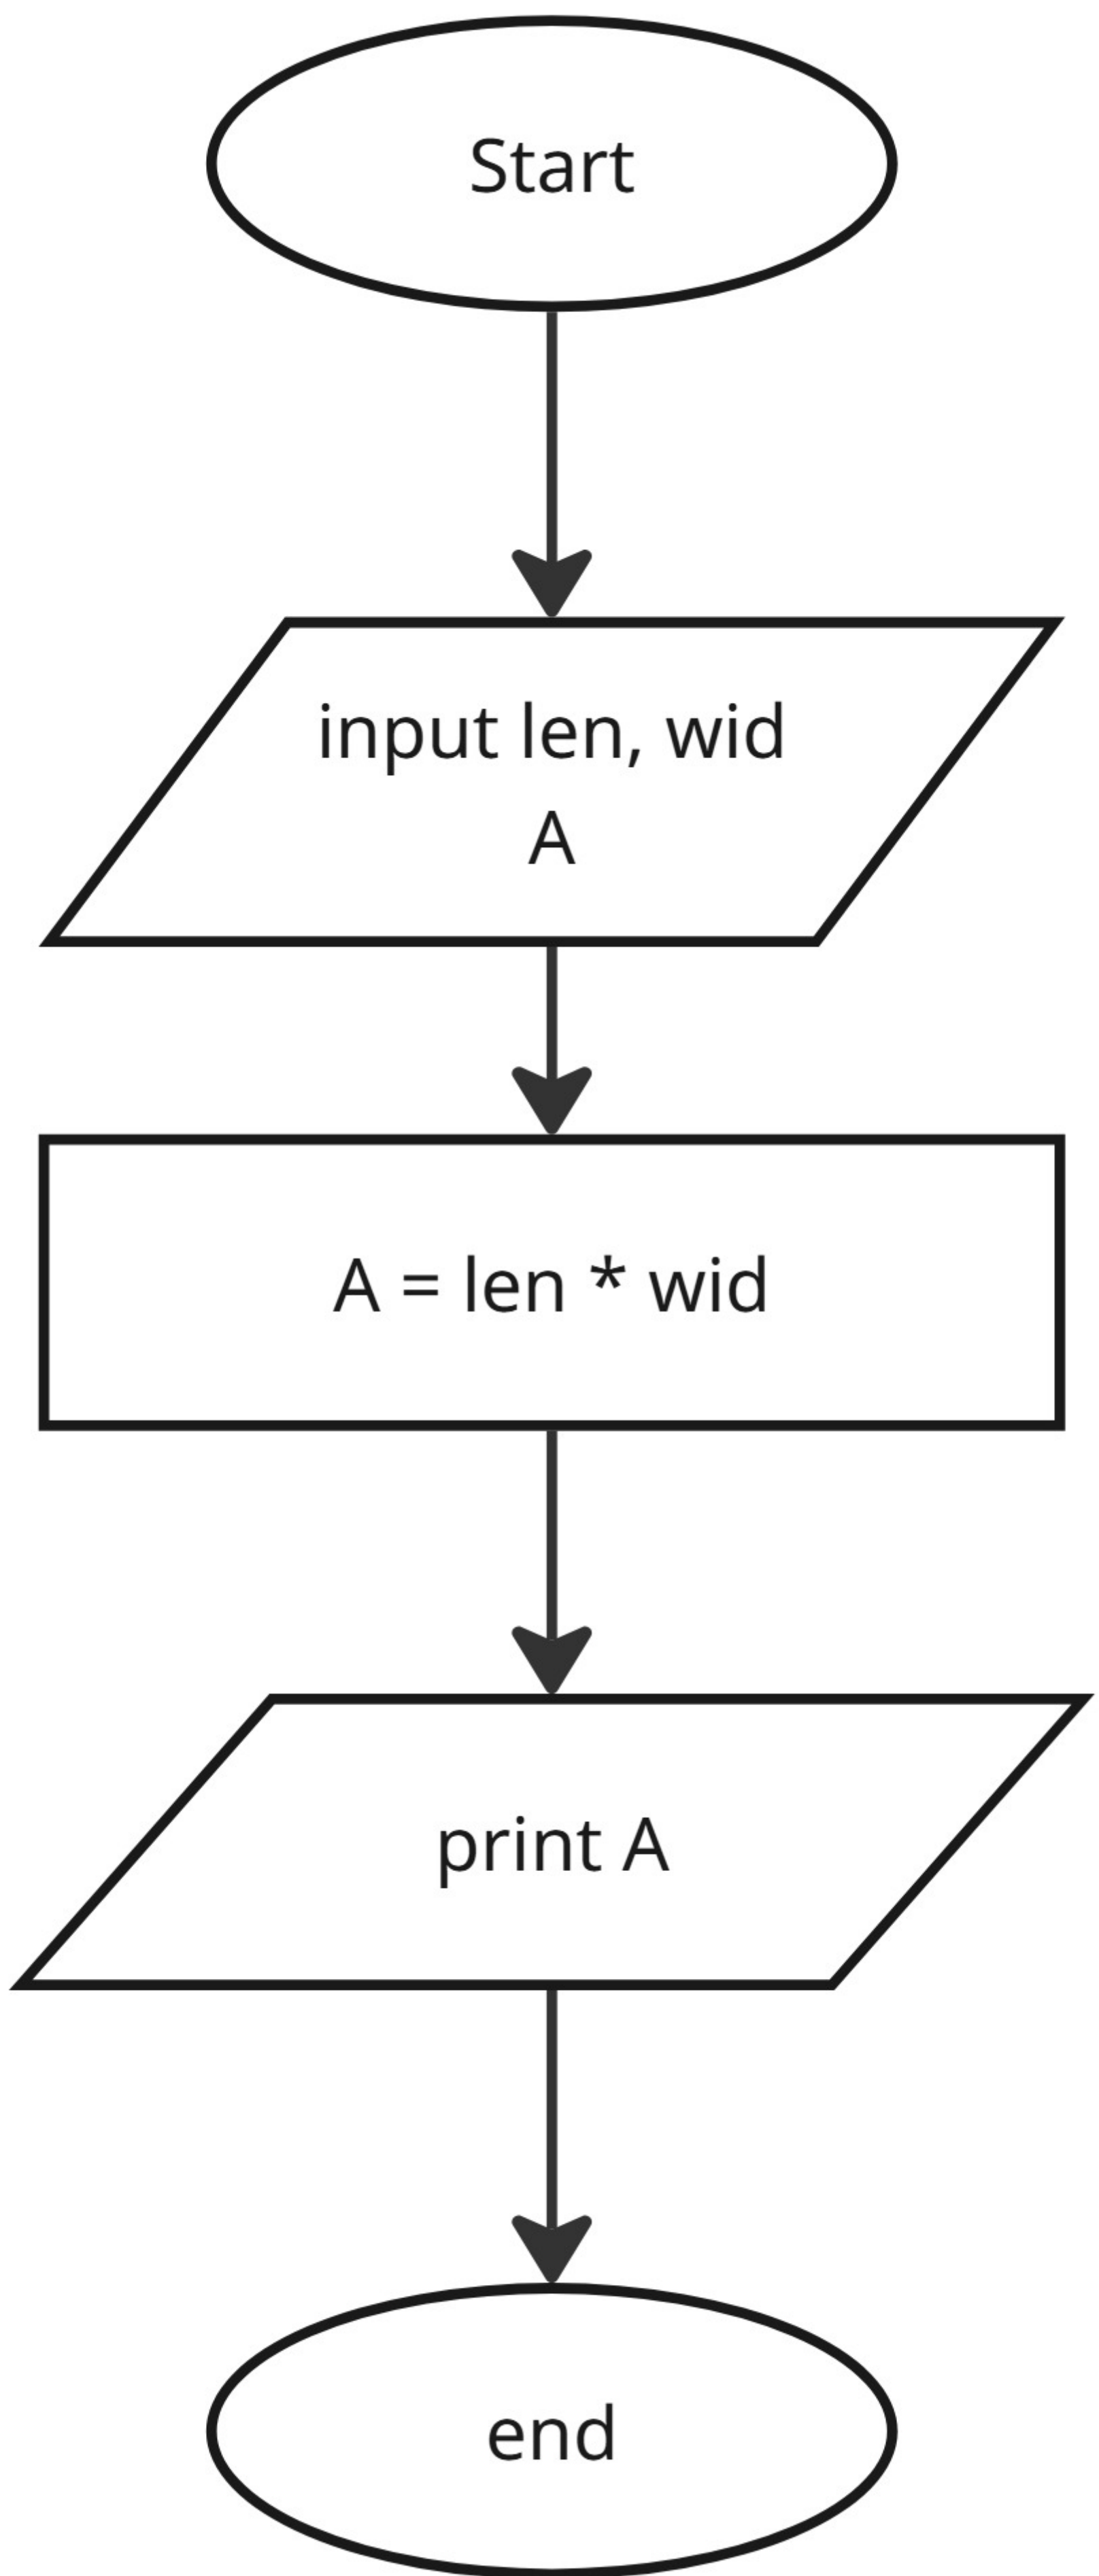 Start
input len, wid
A
A = len * wid
print A
end